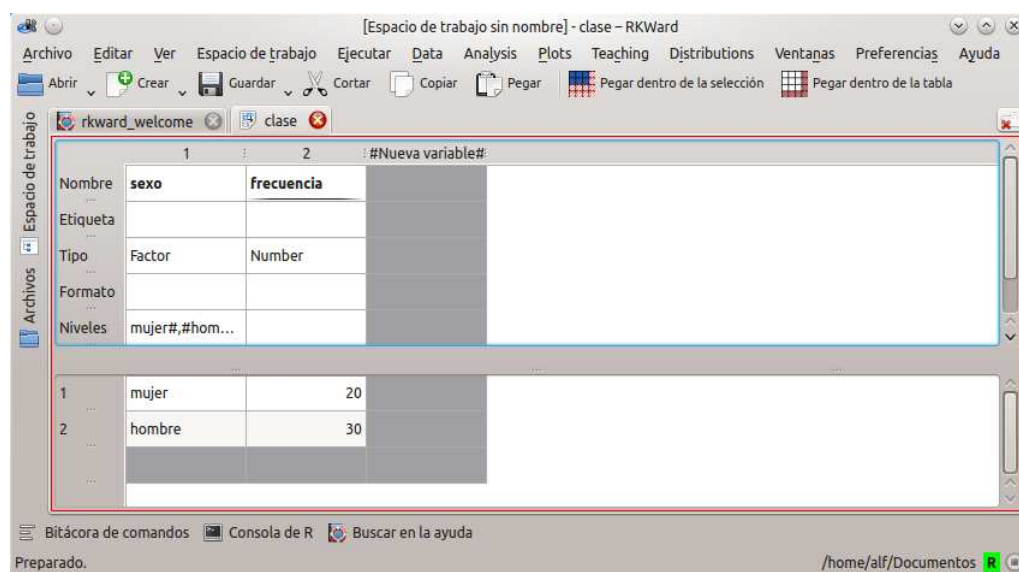 [Espacio de trabajo sin nombre] - clase – RKWard
Archivo Editar Ver Espacio de trabajo Ejecutar Data Analysis Plots Teaching Distributions Ventanas Preferencias Ayuda
Abrir Crear Guardar Cortar Copiar Pegar Pegar dentro de la selección Pegar dentro de la tabla
Espacio de trabajo
Archivos
rkward_welcome clase
1 2 #Nueva variable#
Nombre sexo frecuencia
Etiqueta
Tipo Factor Number
Formato
Niveles mujer#,#hom...
1 mujer 20
2 hombre 30
Bitácora de comandos Consola de R Buscar en la ayuda
Preparado. /home/alf/Documentos R